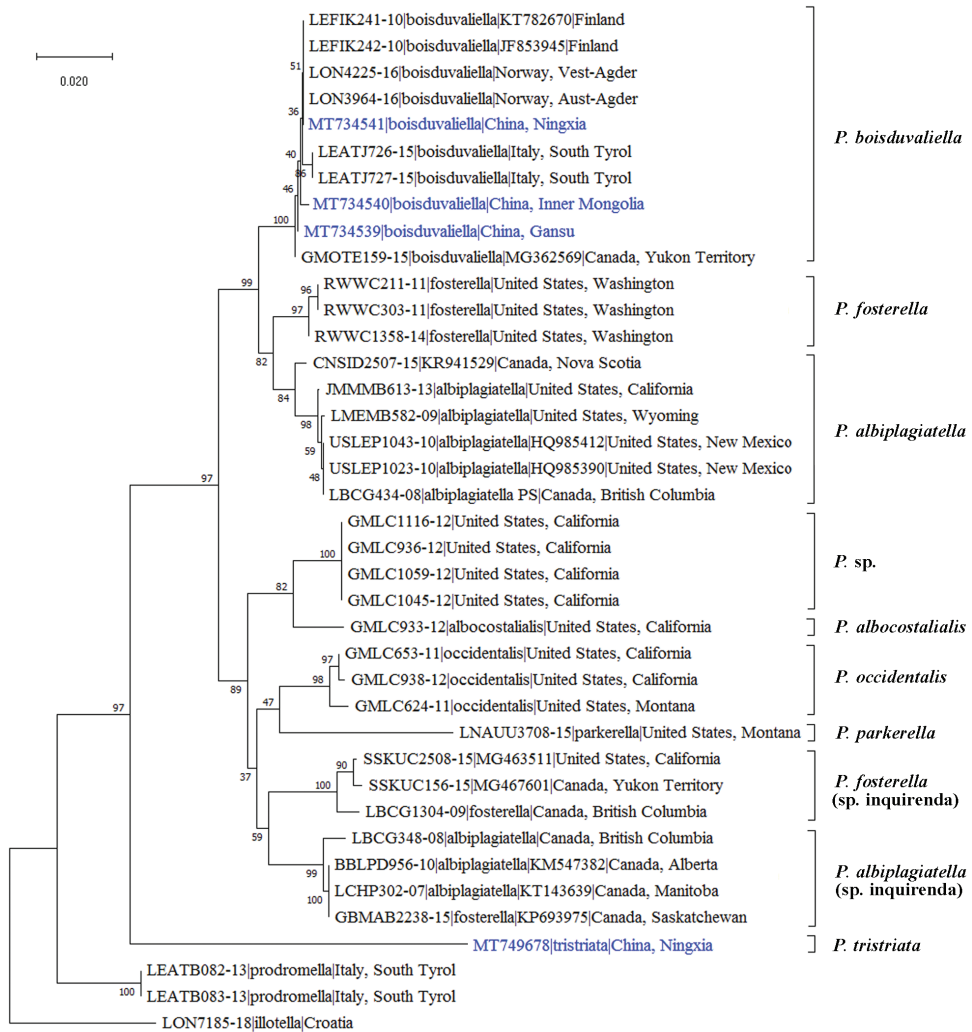 LEFIK241-10|boisduvaliella|KT782670|Finland
LEFIK242-10|boisduvaliella|JF853945|Finland
0.020
51
LON4225-16|boisduvaliella|Norway, Vest-Agder
LON3964-16|boisduvaliella|Norway, Aust-Agder
36
MT734541|boisduvaliella|China, Ningxia
P. boisduvaliella
40
LEATJ726-15|boisduvaliella|Italy, South Tyrol
86
LEATJ727-15|boisduvaliella|Italy, South Tyrol
46
MT734540|boisduvaliella|China, Inner Mongolia
100
MT734539|boisduvaliella|China, Gansu
GMOTE159-15|boisduvaliella|MG362569|Canada, Yukon Territory
99
96
RWWC211-11|fosterella|United States, Washington
97
RWWC303-11|fosterella|United States, Washington
P. fosterella
RWWC1358-14|fosterella|United States, Washington
82
CNSID2507-15|KR941529|Canada, Nova Scotia
84
JMMMB613-13|albiplagiatella|United States, California
98
LMEMB582-09|albiplagiatella|United States, Wyoming
P. albiplagiatella
59
USLEP1043-10|albiplagiatella|HQ985412|United States, New Mexico
48
USLEP1023-10|albiplagiatella|HQ985390|United States, New Mexico
LBCG434-08|albiplagiatella PS|Canada, British Columbia
97
GMLC1116-12|United States, California
100
GMLC936-12|United States, California
P. sp.
GMLC1059-12|United States, California
82
GMLC1045-12|United States, California
GMLC933-12|albocostalialis|United States, California
P. albocostalialis
97
GMLC653-11|occidentalis|United States, California
98
GMLC938-12|occidentalis|United States, California
P. occidentalis
89
47
GMLC624-11|occidentalis|United States, Montana
97
LNAUU3708-15|parkerella|United States, Montana
P. parkerella
37
90
SSKUC2508-15|MG463511|United States, California
100
SSKUC156-15|MG467601|Canada, Yukon Territory
P. fosterella
(sp. inquirenda)
LBCG1304-09|fosterella|Canada, British Columbia
59
LBCG348-08|albiplagiatella|Canada, British Columbia
99
BBLPD956-10|albiplagiatella|KM547382|Canada, Alberta
P. albiplagiatella
(sp. inquirenda)
100
LCHP302-07|albiplagiatella|KT143639|Canada, Manitoba
GBMAB2238-15|fosterella|KP693975|Canada, Saskatchewan
MT749678|tristriata|China, Ningxia
P. tristriata
LEATB082-13|prodromella|Italy, South Tyrol
100
LEATB083-13|prodromella|Italy, South Tyrol
LON7185-18|illotella|Croatia